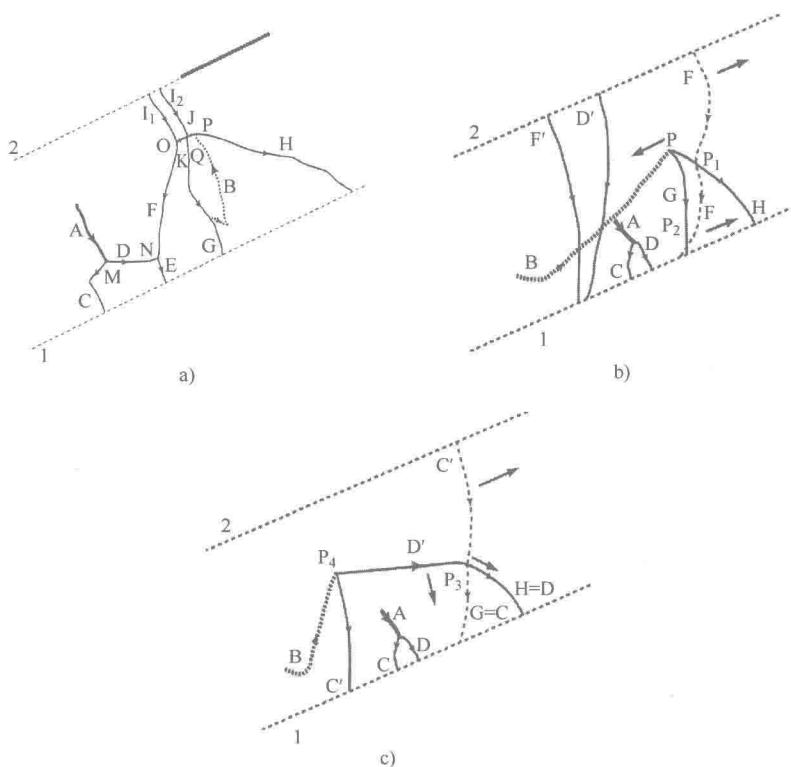 I₁
I₂
J
P
O
K
Q
H
2
B
F
A
D
N
M
E
G
C
1
a)
F
D'
F'
2
P
P₁
G
F
A
P₂
H
D
B
C
1
b)
C'
2
D'
P₄
P₃
H=D
A
G=C
B
D
C
C'
1
c)